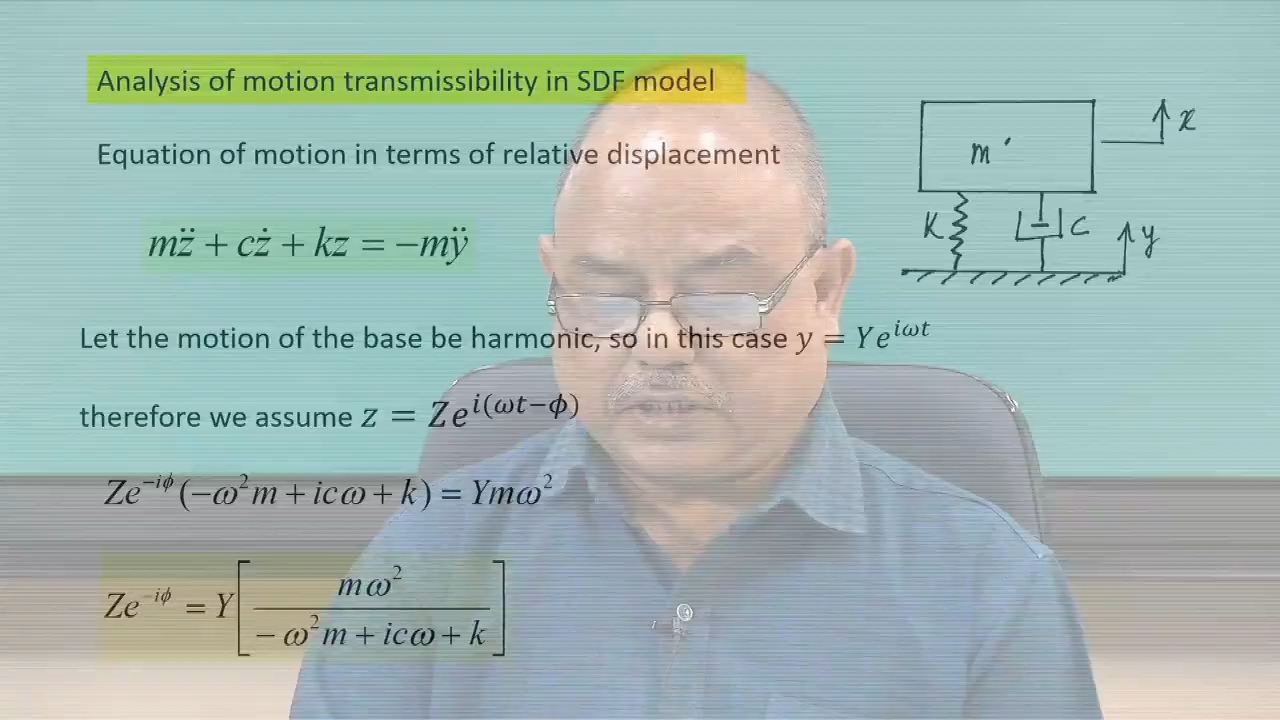 Analysis of motion transmissibility in SDF model
Equation of motion in terms of relative displacement
mz̈ + cż + kz = −mÿ
Let the motion of the base be harmonic, so in this case y = Ye^{iωt}
therefore we assume z = Ze^{i(ωt−ϕ)}
Ze^{−iϕ}(−ω²m + icω + k) = Ymω²
Ze^{−iϕ} = Y[mω² / (−ω²m + icω + k)]
m
x
K
C
y